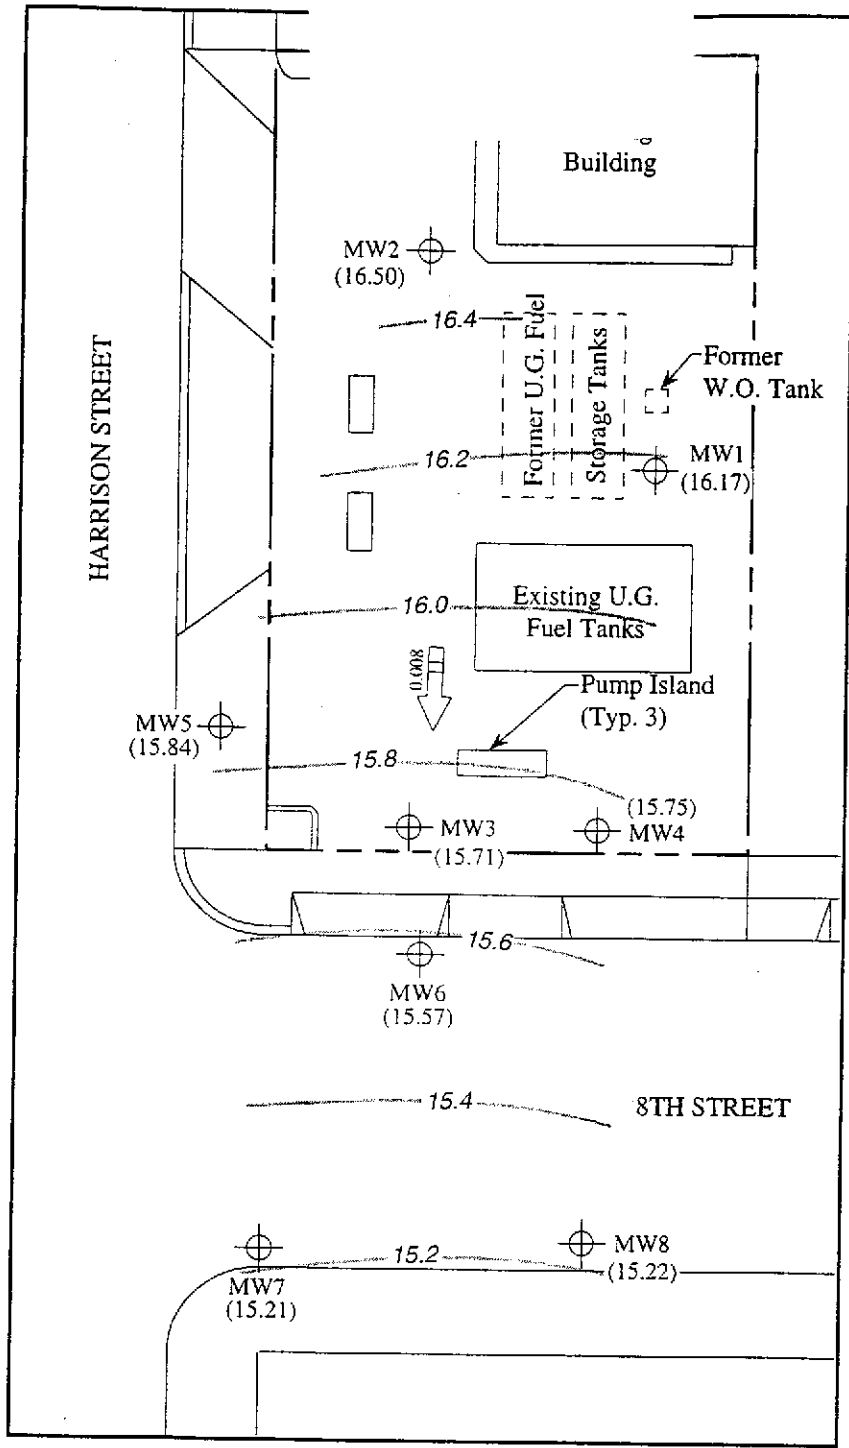 Building
MW2
(16.50)
16.4
Former U.G. Fuel
Storage Tanks
Former
W.O. Tank
HARRISON STREET
16.2
MW1
(16.17)
16.0
Existing U.G.
Fuel Tanks
0.008
Pump Island
(Typ. 3)
MW5
(15.84)
15.8
(15.75)
MW3
MW4
(15.71)
15.6
MW6
(15.57)
15.4
8TH STREET
MW8
(15.22)
15.2
MW7
(15.21)